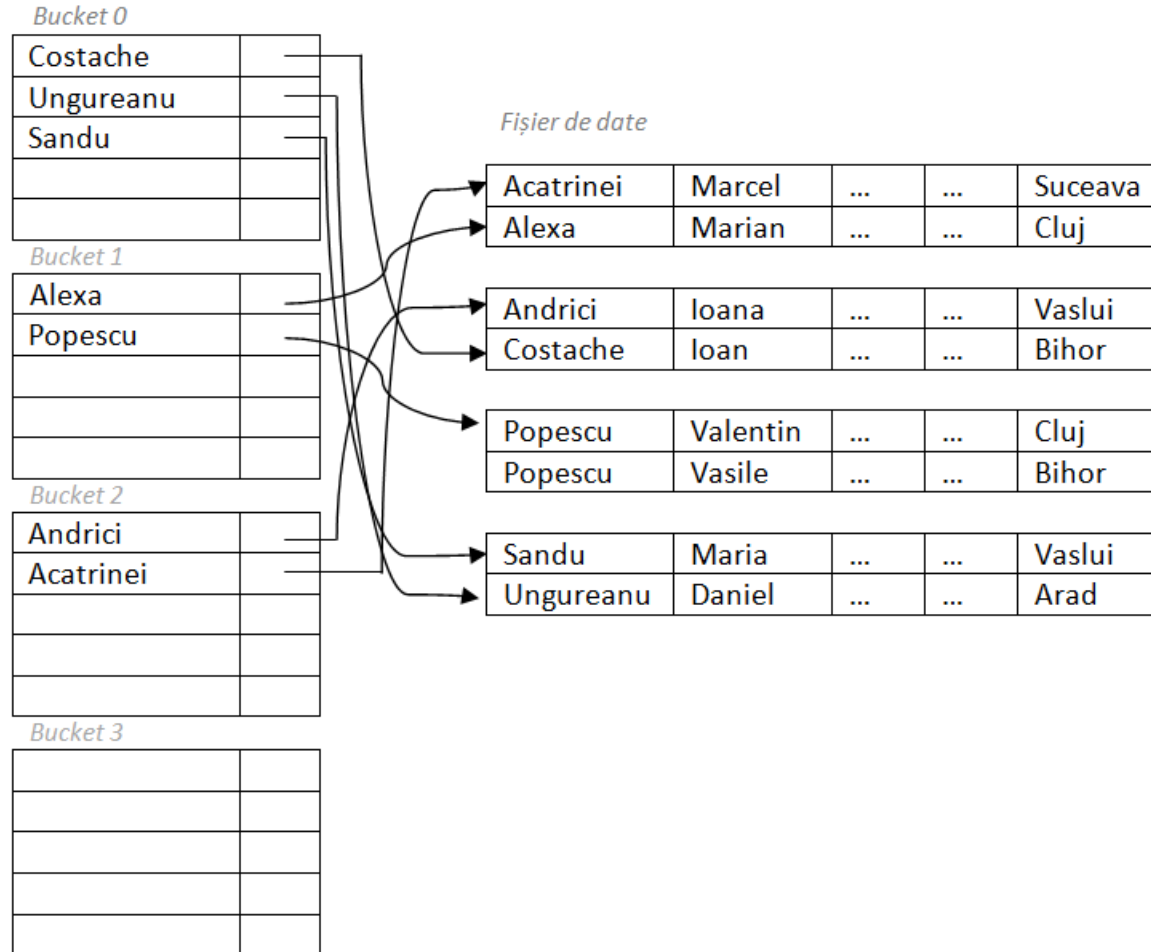 Bucket 0
Costache
Ungureanu
Sandu
Bucket 1
Alexa
Popescu
Bucket 2
Andrici
Acatrinei
Bucket 3
Fișier de date
Acatrinei Marcel ... ... Suceava
Alexa Marian ... ... Cluj
Andrici Ioana ... ... Vaslui
Costache Ioan ... ... Bihor
Popescu Valentin ... ... Cluj
Popescu Vasile ... ... Bihor
Sandu Maria ... ... Vaslui
Ungureanu Daniel ... ... Arad